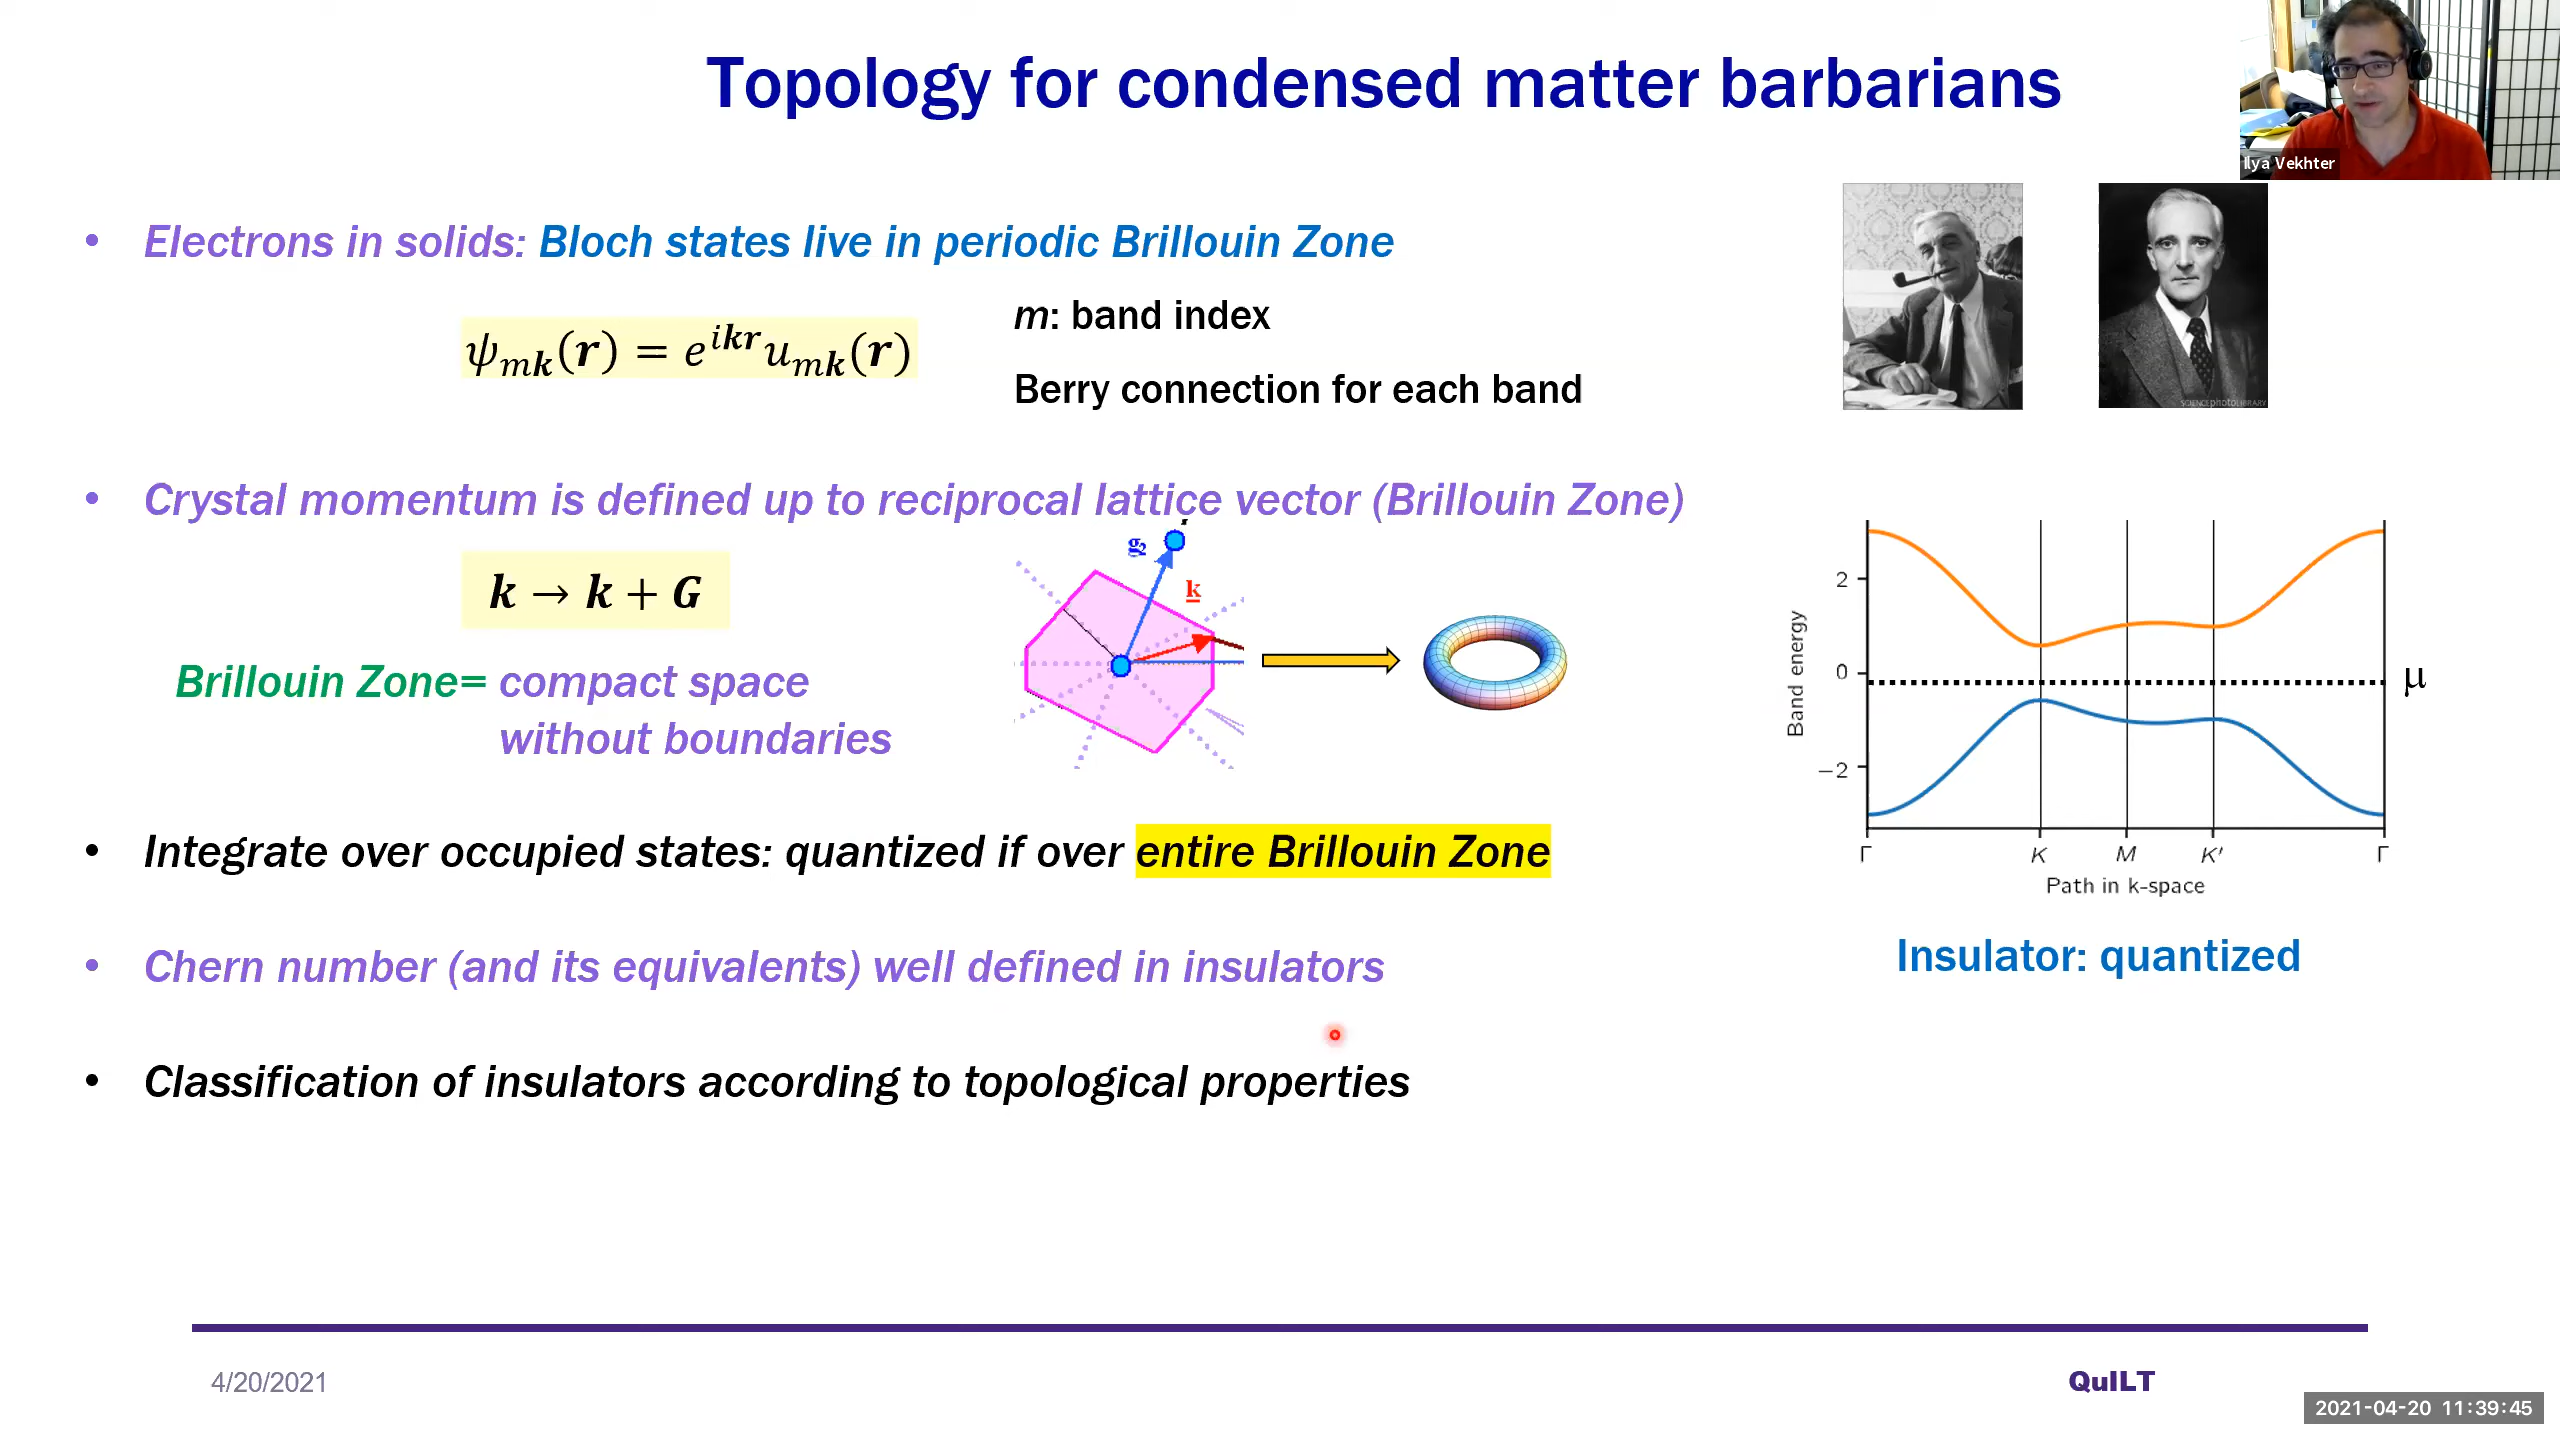 Topology for condensed matter barbarians
Ilya Vekhter
• Electrons in solids: Bloch states live in periodic Brillouin Zone
m: band index
ψₘₖ(r) = eⁱᵏʳuₘₖ(r)
Berry connection for each band
SCIENCEPHOTOLIBRARY
• Crystal momentum is defined up to reciprocal lattice vector (Brillouin Zone)
g₂
k
k → k + G
Brillouin Zone= compact space
without boundaries
2
0
−2
Band energy
μ
Γ K M K′ Γ
Path in k-space
• Integrate over occupied states: quantized if over entire Brillouin Zone
Insulator: quantized
• Chern number (and its equivalents) well defined in insulators
• Classification of insulators according to topological properties
4/20/2021
QuILT
2021-04-20 11:39:45